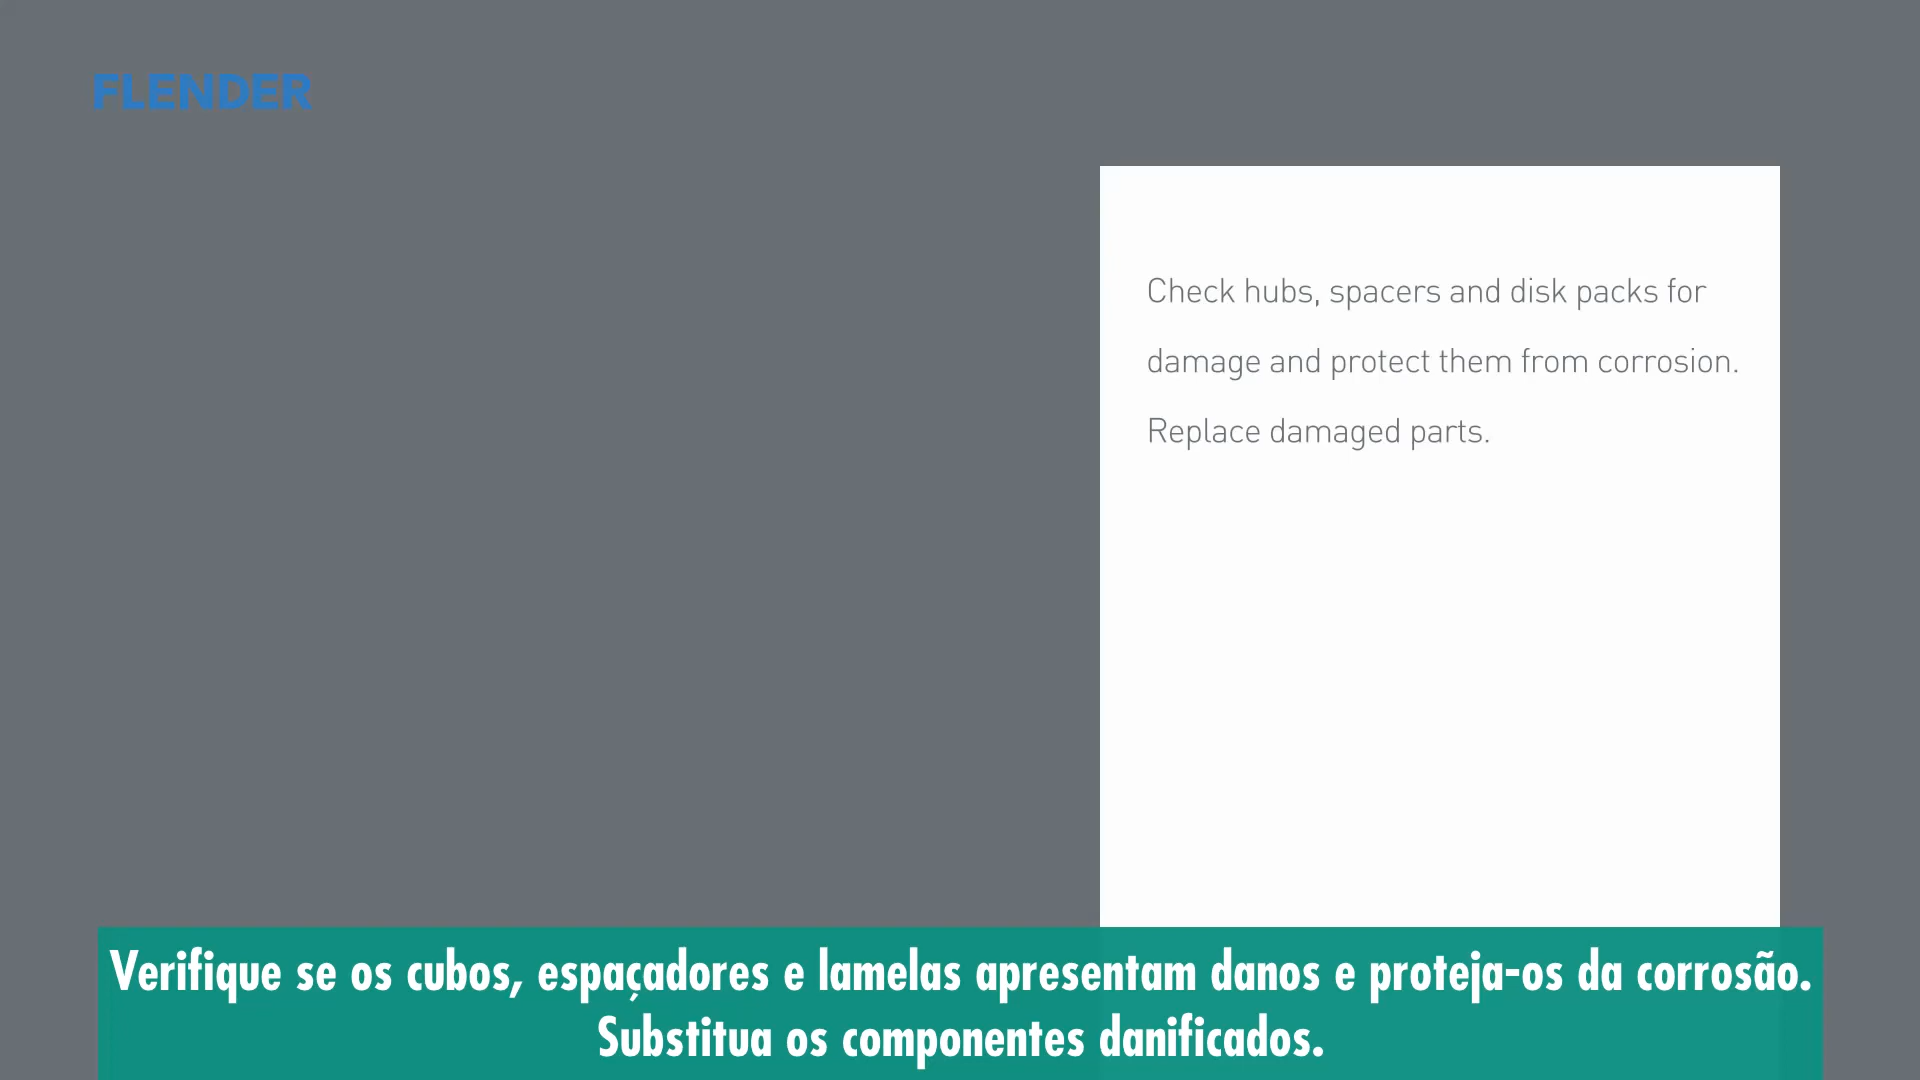 FLENDER
Check hubs, spacers and disk packs for
damage and protect them from corrosion.
Replace damaged parts.
Verifique se os cubos, espaçadores e lamelas apresentam danos e proteja-os da corrosão.
Substitua os componentes danificados.